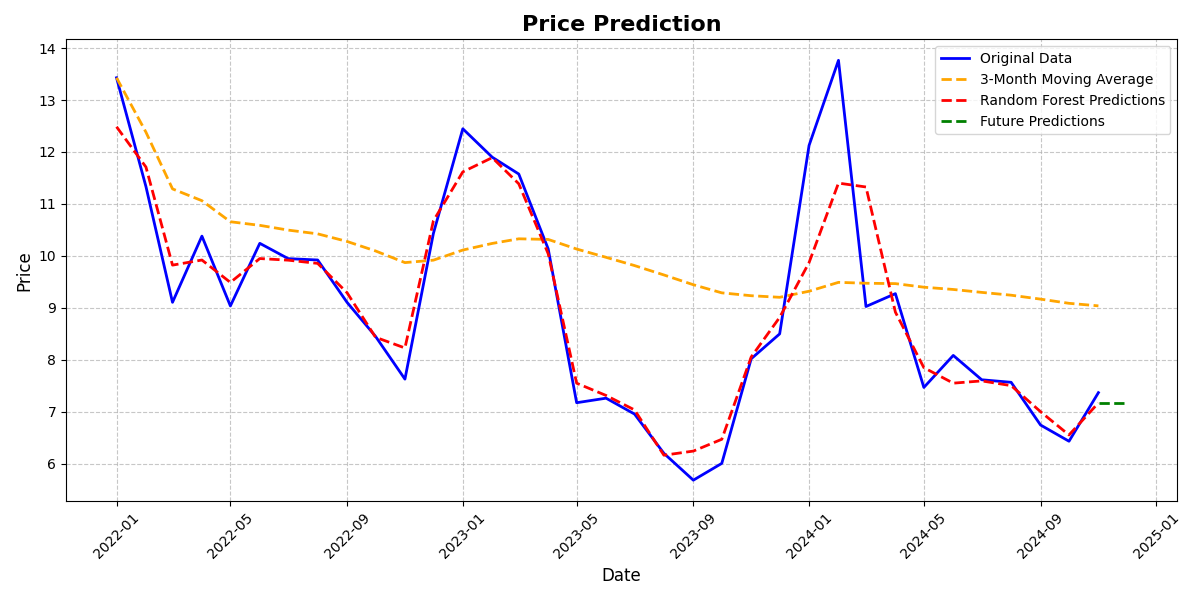 Price Prediction
Original Data
3-Month Moving Average
Random Forest Predictions
Future Predictions
14
13
12
11
10
9
8
7
6
Price
2022-01
2022-05
2022-09
2023-01
2023-05
2023-09
2024-01
2024-05
2024-09
2025-01
Date